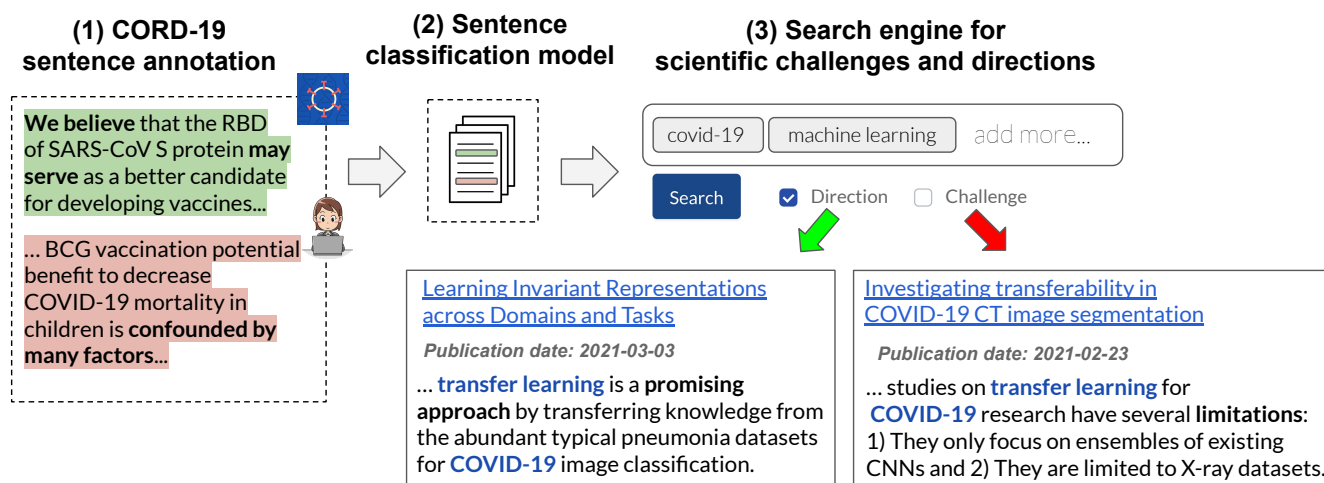 (1) CORD-19
sentence annotation
We believe that the RBD
of SARS-CoV S protein may
serve as a better candidate
for developing vaccines...
... BCG vaccination potential
benefit to decrease
COVID-19 mortality in
children is confounded by
many factors...
(2) Sentence
classification model
(3) Search engine for
scientific challenges and directions
covid-19 machine learning add more...
Search Direction Challenge
Learning Invariant Representations
across Domains and Tasks
Publication date: 2021-03-03
... transfer learning is a promising
approach by transferring knowledge from
the abundant typical pneumonia datasets
for COVID-19 image classification.
Investigating transferability in
COVID-19 CT image segmentation
Publication date: 2021-02-23
... studies on transfer learning for
COVID-19 research have several limitations:
1) They only focus on ensembles of existing
CNNs and 2) They are limited to X-ray datasets.